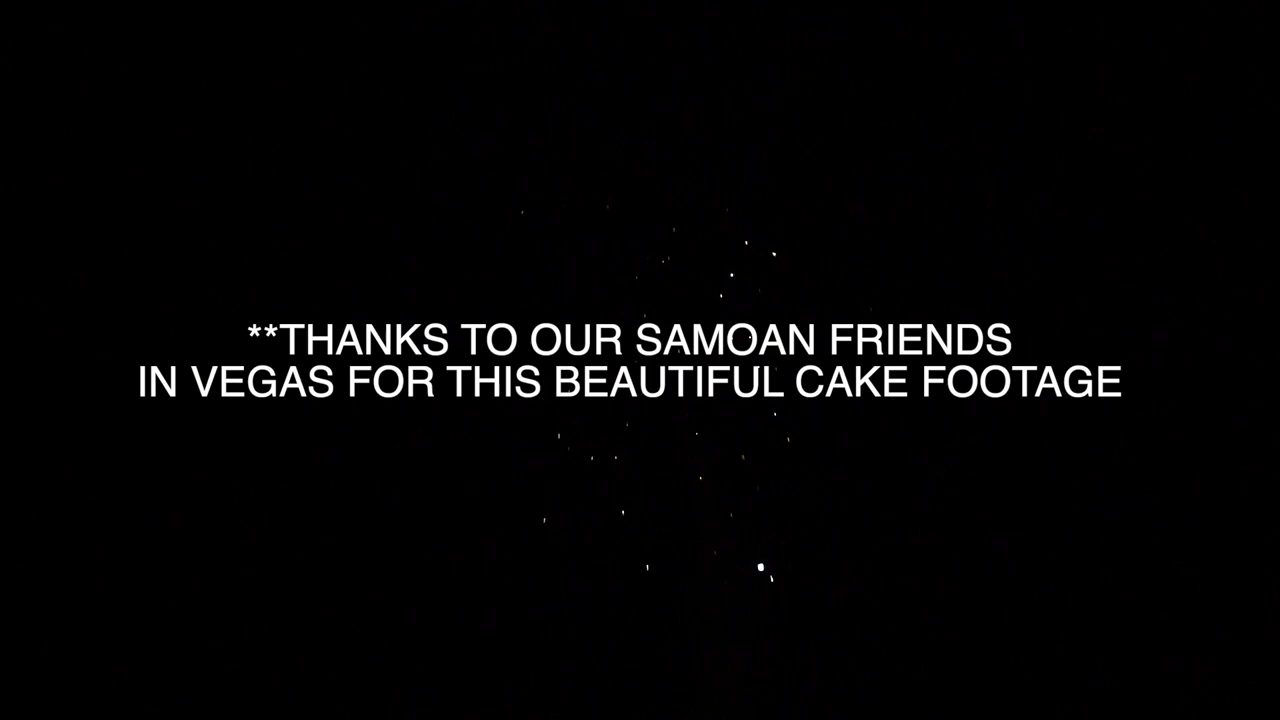 **THANKS TO OUR SAMOAN FRIENDS
IN VEGAS FOR THIS BEAUTIFUL CAKE FOOTAGE